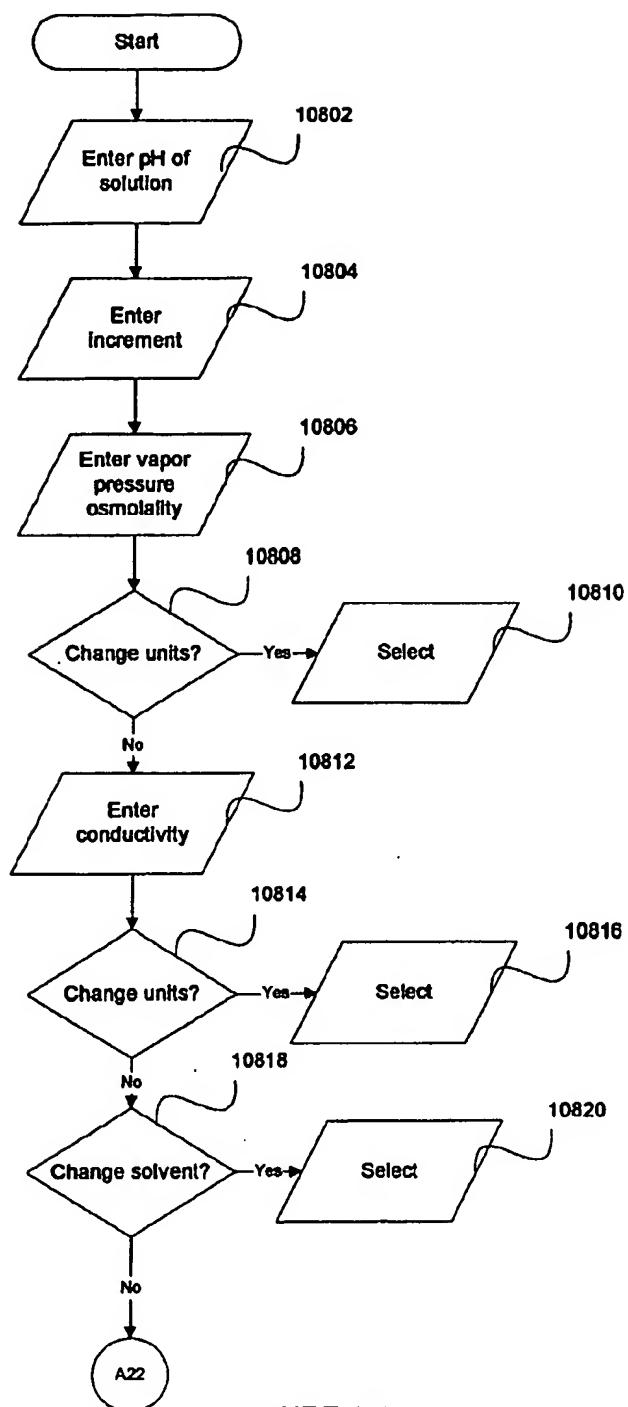 Start
10802
Enter pH of
solution
10804
Enter
increment
10806
Enter vapor
pressure
osmolality
10808
10810
Change units?
Yes
Select
No
10812
Enter
conductivity
10814
10816
Change units?
Yes
Select
No
10818
10820
Change solvent?
Yes
Select
No
A22